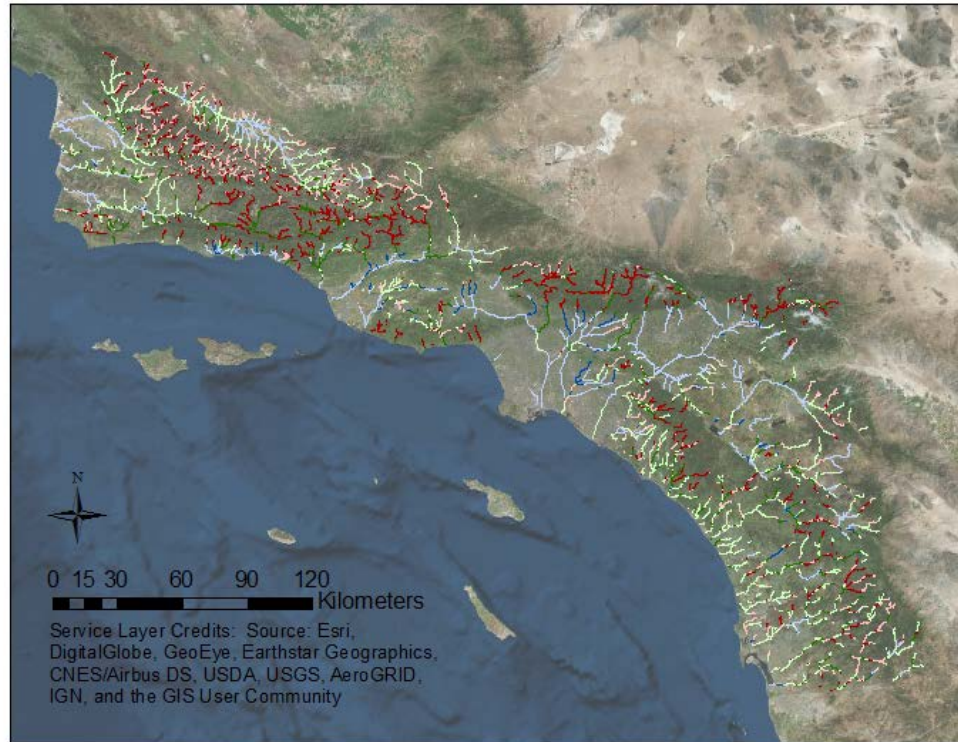 N
0 15 30 60 90 120
Kilometers
Service Layer Credits: Source: Esri,
DigitalGlobe, GeoEye, Earthstar Geographics,
CNES/Airbus DS, USDA, USGS, AeroGRID,
IGN, and the GIS User Community